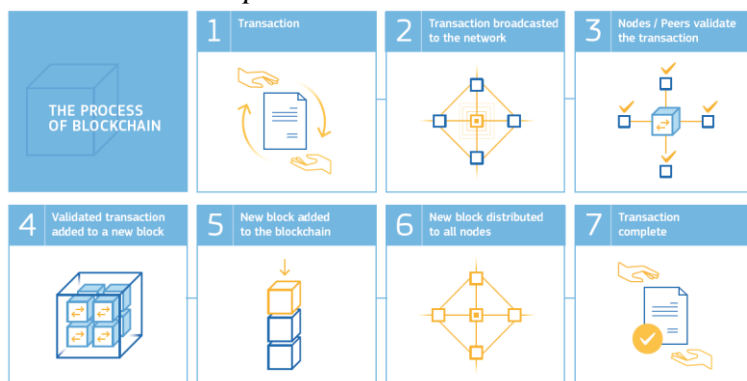 THE PROCESS
OF BLOCKCHAIN
1
Transaction
2
Transaction broadcasted
to the network
3
Nodes / Peers validate
the transaction
4
Validated transaction
added to a new block
5
New block added
to the blockchain
6
New block distributed
to all nodes
7
Transaction
complete